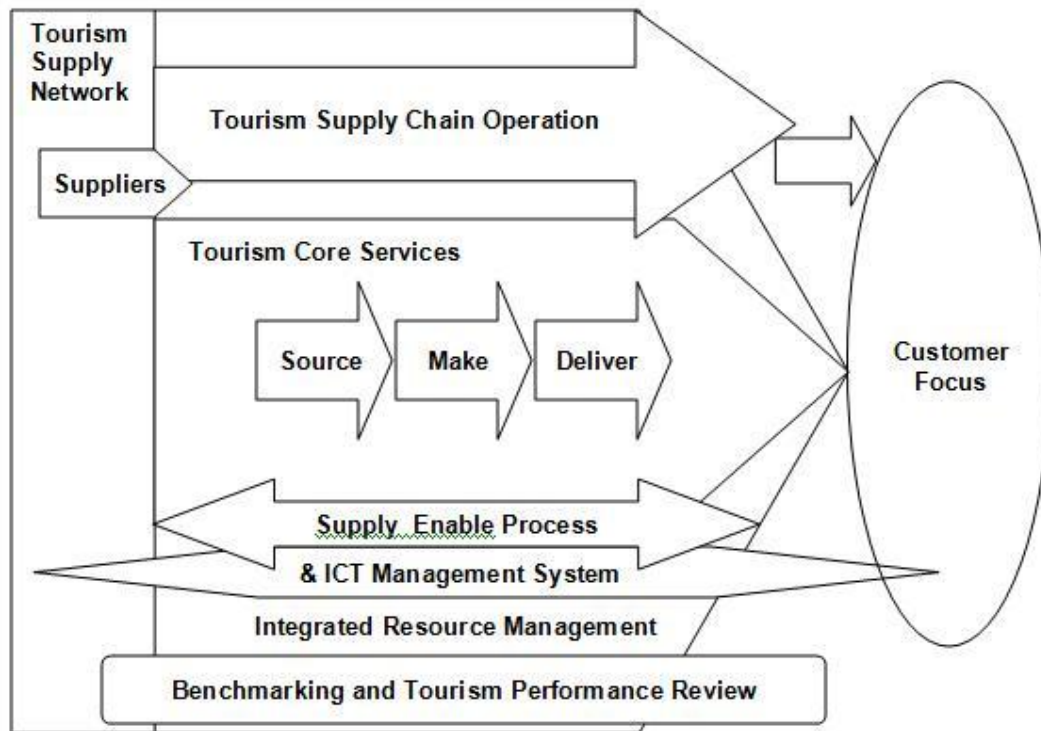 Tourism
Supply
Network
Tourism Supply Chain Operation
Suppliers
Tourism Core Services
Source
Make
Deliver
Customer
Focus
Supply Enable Process
& ICT Management System
Integrated Resource Management
Benchmarking and Tourism Performance Review